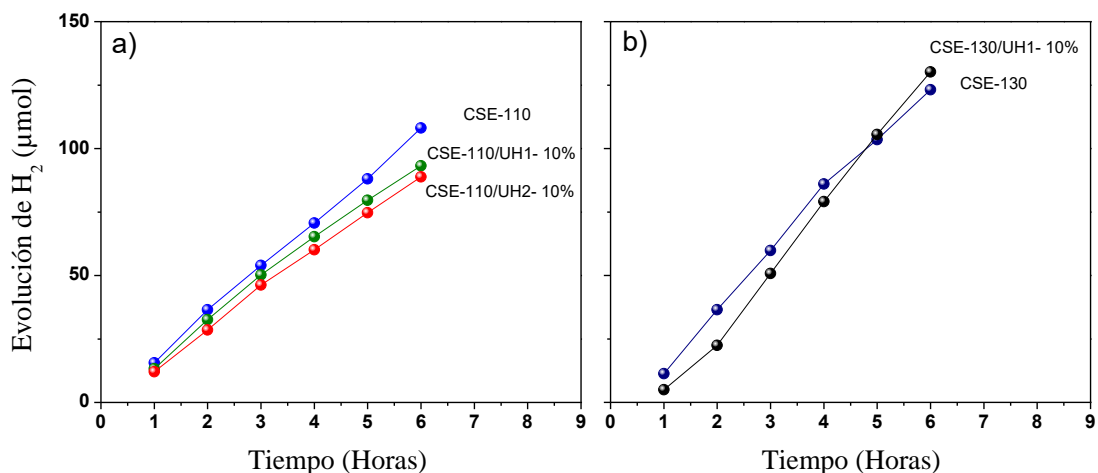 Evolución de H2 (µmol)
150
100
50
0
a)
CSE-110
CSE-110/UH1- 10%
CSE-110/UH2- 10%
0 1 2 3 4 5 6 7 8 9
Tiempo (Horas)
b)
CSE-130/UH1- 10%
CSE-130
0 1 2 3 4 5 6 7 8 9
Tiempo (Horas)